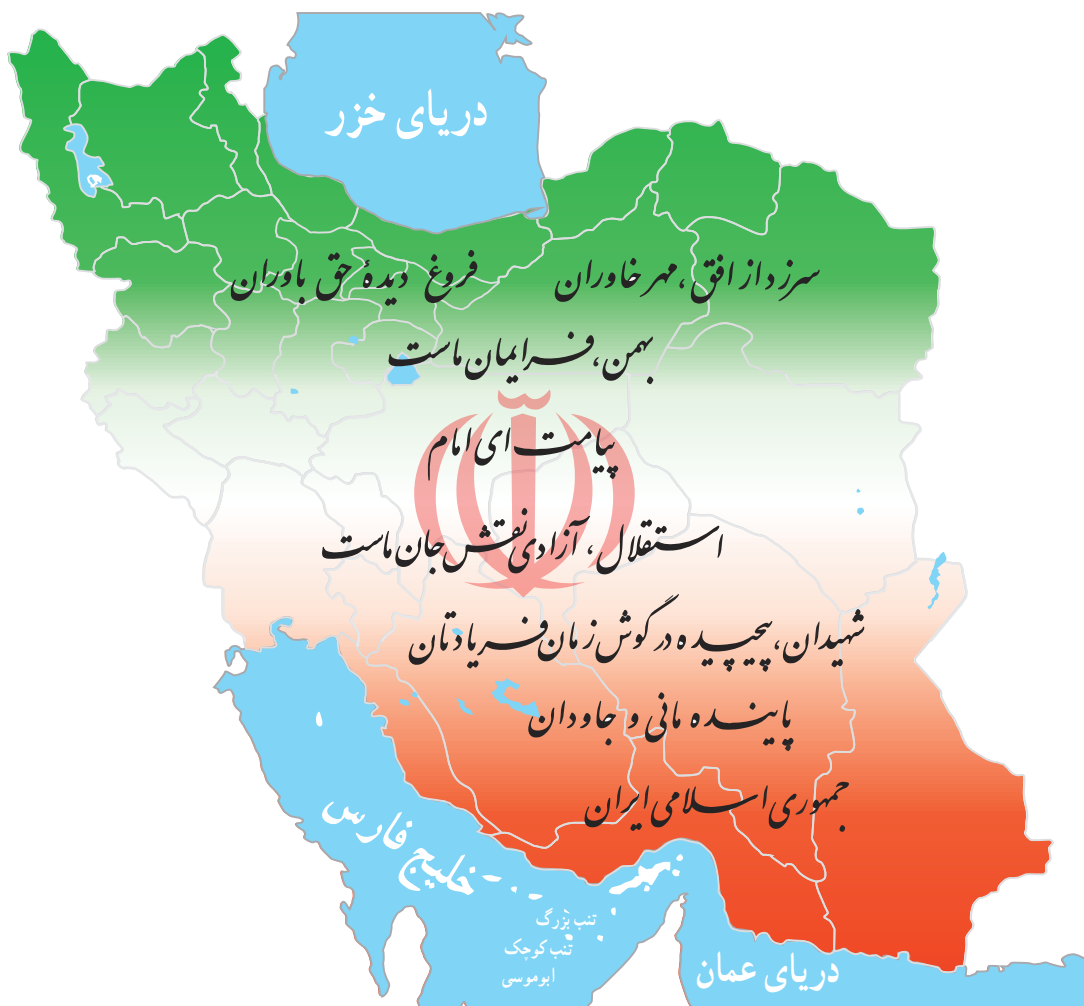 دریای خزر
سرزد از افق، مهر خاوران فروغ دیدهٔ حق باوران
بهمن، فر ایمان ماست
پیامت ای امام
استقلال، آزادی نقش جان ماست
شهیدان، پیچیده در گوش زمان فریادتان
پاینده مانی و جاودان
جمهوری اسلامی ایران
خلیج فارس
تنب بزرگ
تنب کوچک
ابوموسی
دریای عمان